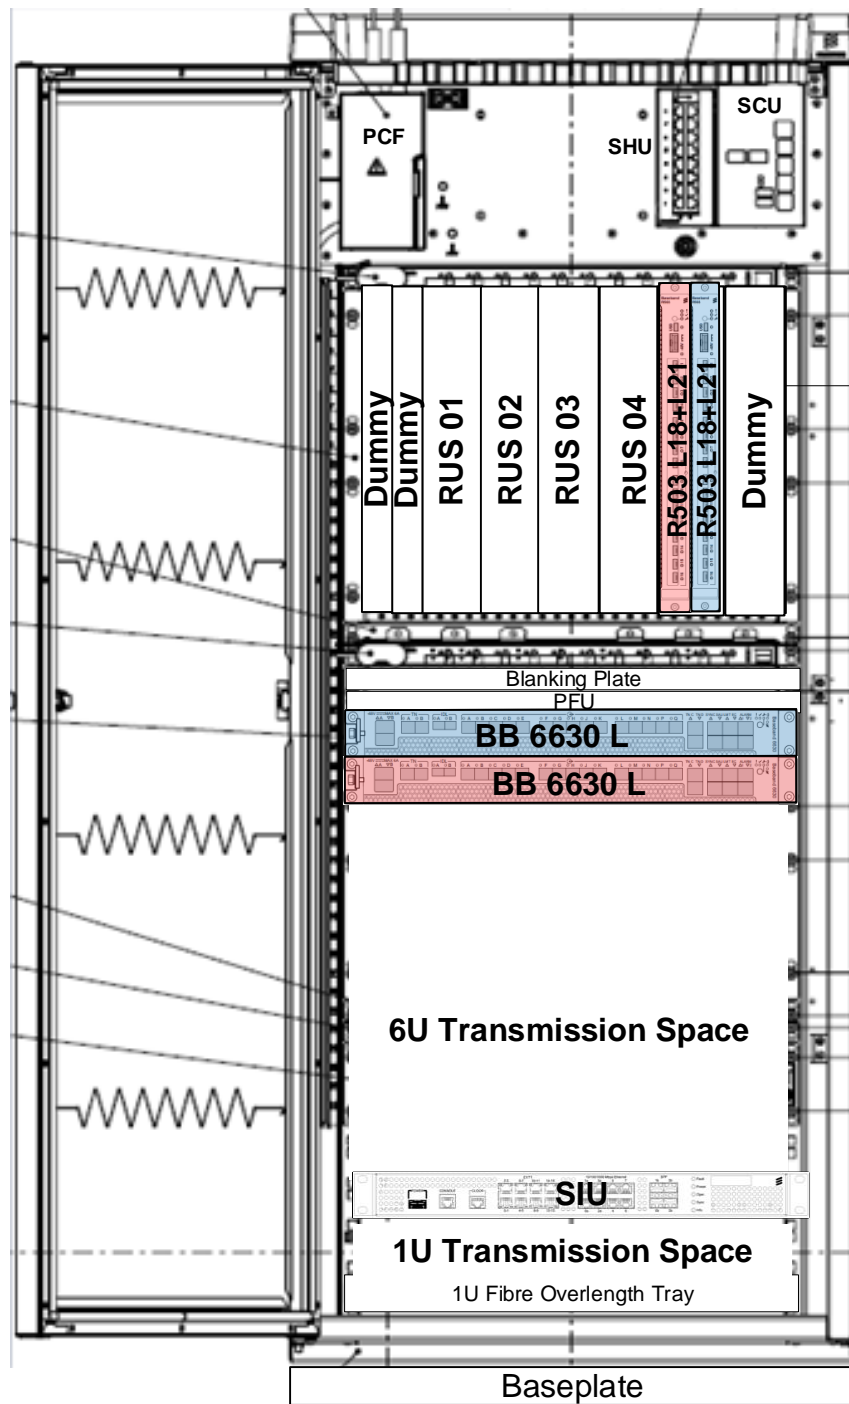 PCF
SCU
SHU
Dummy
Dummy
RUS 01
RUS 02
RUS 03
RUS 04
R503 L18+L21
R503 L18+L21
Dummy
Blanking Plate
PFU
BB 6630 L
BB 6630 L
6U Transmission Space
SIU
1U Transmission Space
1U Fibre Overlength Tray
Baseplate